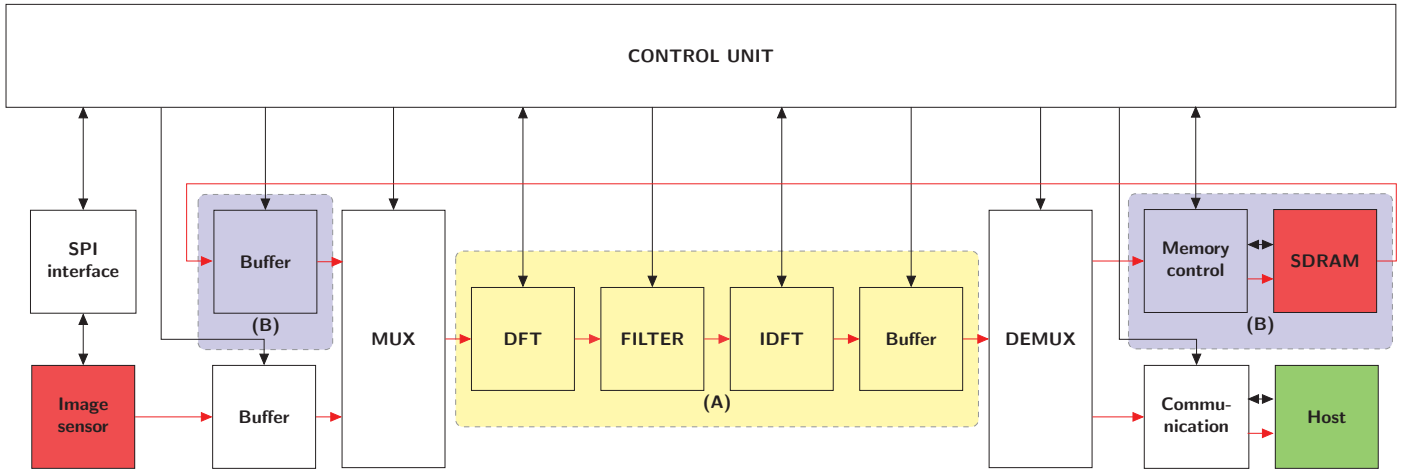 CONTROL UNIT
SPI
interface
Buffer
(B)
Memory
control
SDRAM
(B)
MUX
DFT
FILTER
IDFT
Buffer
(A)
DEMUX
Image
sensor
Buffer
Commu-
nication
Host